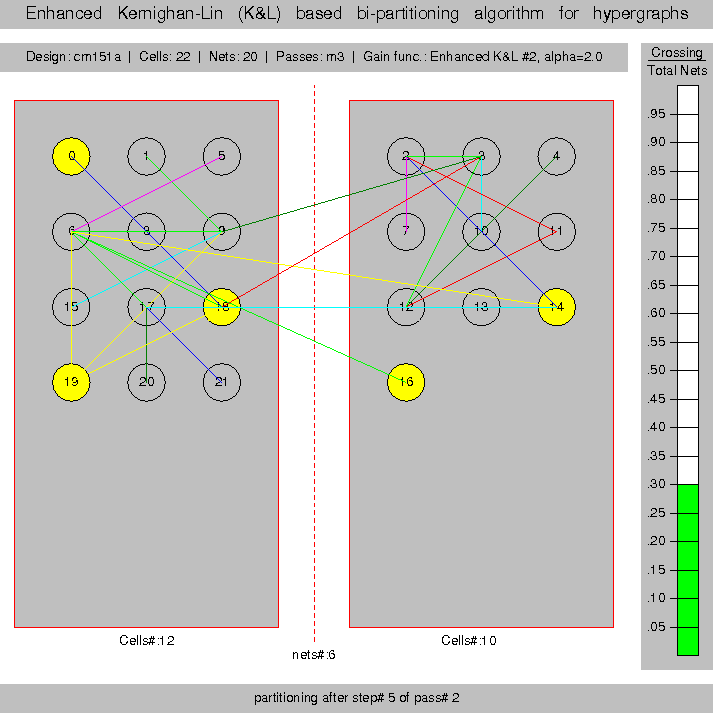 Enhanced Kernighan-Lin (K&L) based bi-partitioning algorithm for hypergraphs
Design: cm151a | Cells: 22 | Nets: 20 | Passes: m3 | Gain func.: Enhanced K&L #2, alpha=2.0
Crossing
Total Nets
0 1 5 2 3 4
6 8 9 7 10 11
15 17 18 12 13 14
19 20 21 16
.95
.90
.85
.80
.75
.70
.65
.60
.55
.50
.45
.40
.35
.30
.25
.20
.15
.10
.05
Cells#:12
Cells#:10
nets#:6
partitioning after step# 5 of pass# 2